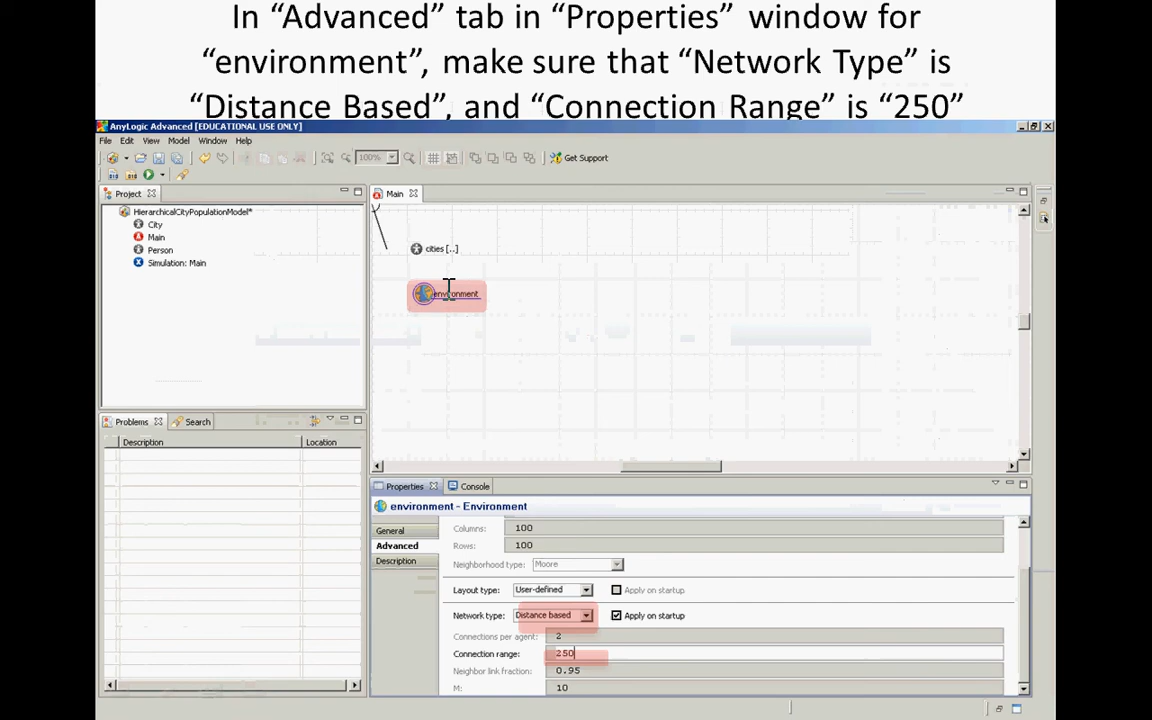 In “Advanced” tab in “Properties” window for
“environment”, make sure that “Network Type” is
“Distance Based”, and “Connection Range” is “250”
AnyLogic Advanced [EDUCATIONAL USE ONLY]
File Edit View Model Window Help
100% Get Support
Project
Main
HierarchicalCityPopulationModel*
City
Main
Person
Simulation: Main
cities [..]
environment
Problems Search
Description Location
Properties Console
environment - Environment
General
Advanced
Description
Columns: 100
Rows: 100
Neighborhood type: Moore
Layout type: User-defined Apply on startup
Network type: Distance based Apply on startup
Connections per agent: 2
Connection range: 250
Neighbor link fraction: 0.95
M: 10